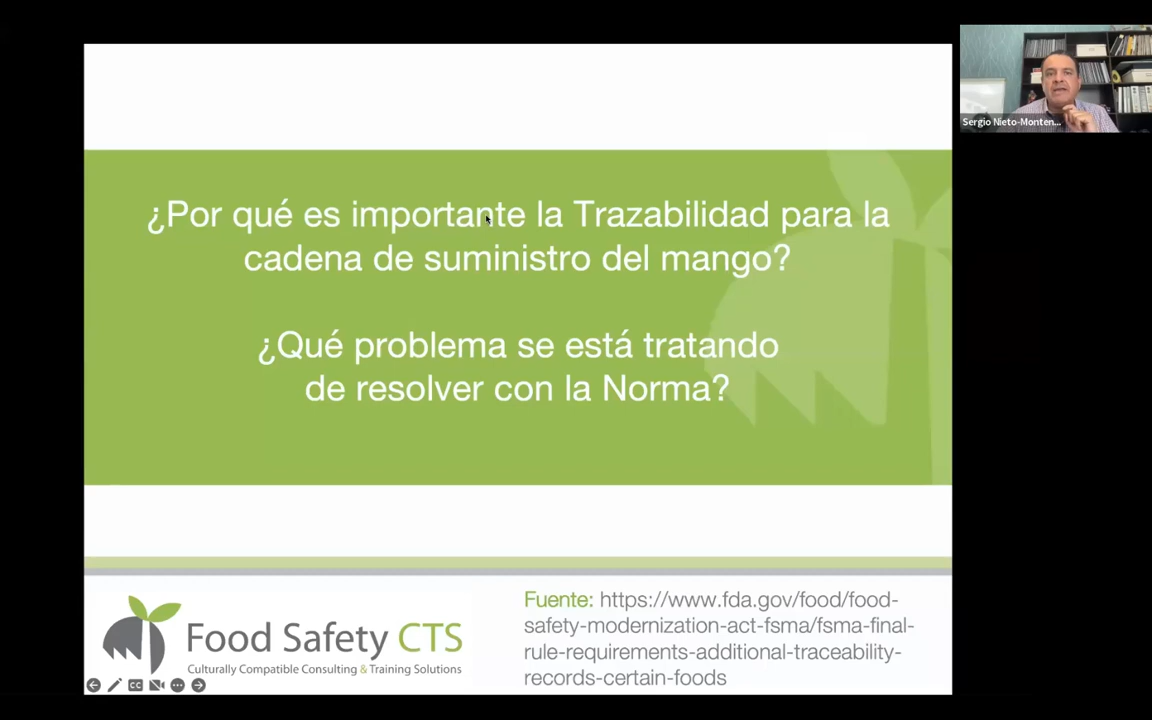 ¿Por qué es importante la Trazabilidad para la
cadena de suministro del mango?
¿Qué problema se está tratando
de resolver con la Norma?
Food Safety CTS
Culturally Compatible Consulting & Training Solutions
Fuente: https://www.fda.gov/food/food-
safety-modernization-act-fsma/fsma-final-
rule-requirements-additional-traceability-
records-certain-foods
Sergio Nieto-Monten...
CC